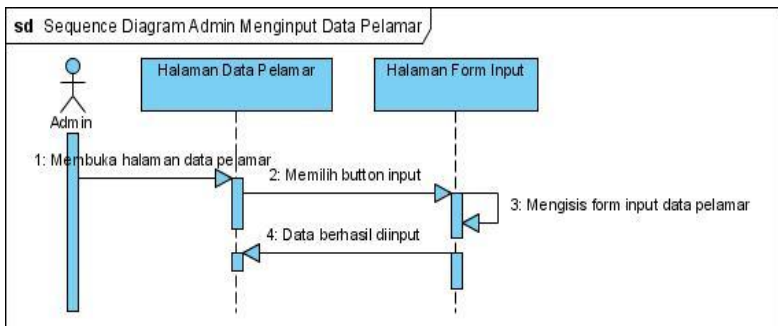 sd Sequence Diagram Admin Menginput Data Pelamar
Halaman Data Pelamar
Halaman Form Input
Admin
1: Membuka halaman data pelamar
2: Memilih button input
3: Mengisis form input data pelamar
4: Data berhasil diinput